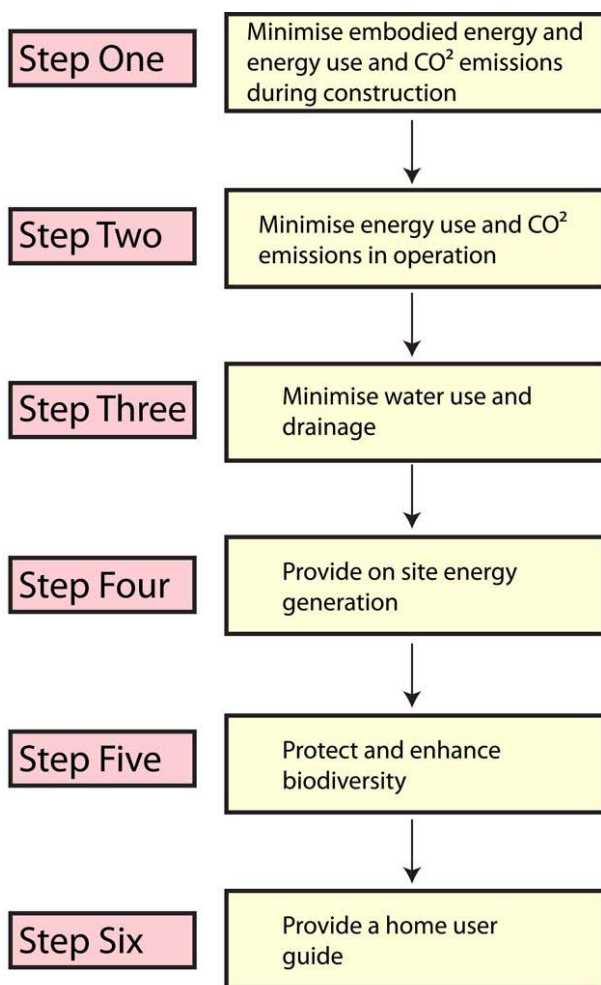 Step One
Minimise embodied energy and
energy use and CO² emissions
during construction
Step Two
Minimise energy use and CO²
emissions in operation
Step Three
Minimise water use and
drainage
Step Four
Provide on site energy
generation
Step Five
Protect and enhance
biodiversity
Step Six
Provide a home user
guide